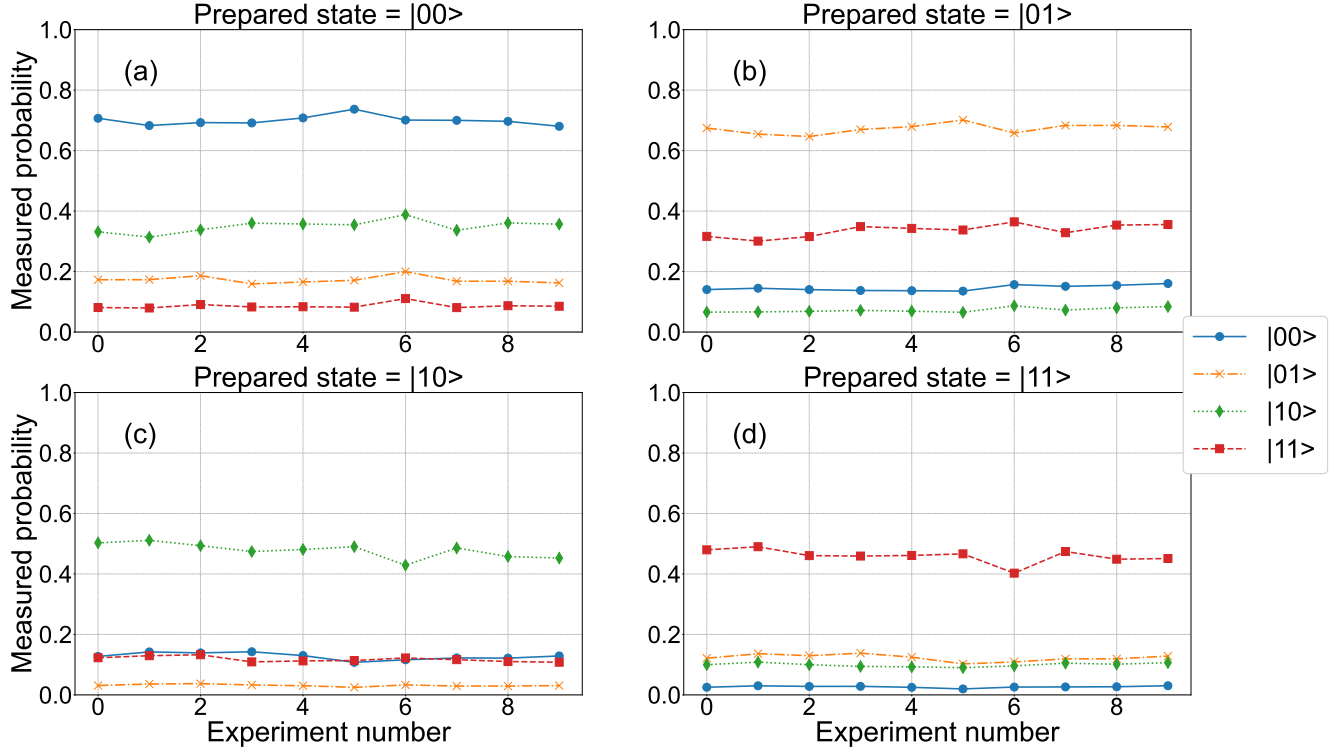 Prepared state = |00>
Measured probability
(a)
1.0
0.8
0.6
0.4
0.2
0.0
0 2 4 6 8
Prepared state = |01>
(b)
1.0
0.8
0.6
0.4
0.2
0.0
0 2 4 6 8
Prepared state = |10>
Measured probability
(c)
1.0
0.8
0.6
0.4
0.2
0.0
0 2 4 6 8
Experiment number
Prepared state = |11>
(d)
1.0
0.8
0.6
0.4
0.2
0.0
0 2 4 6 8
Experiment number
|00>
|01>
|10>
|11>